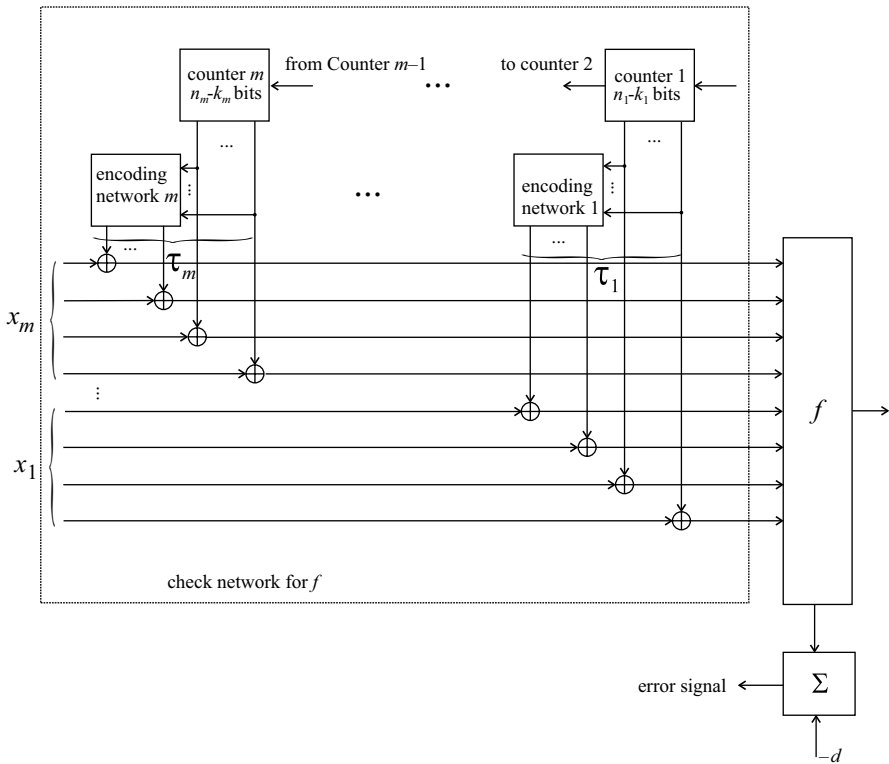 counter m
n_m-k_m bits
from Counter m–1
...
to counter 2
counter 1
n_1-k_1 bits
...
...
encoding
network m
...
...
encoding
network 1
...
...
...
τ_m
τ_1
x_m
...
x_1
f
check network for f
error signal
Σ
–d